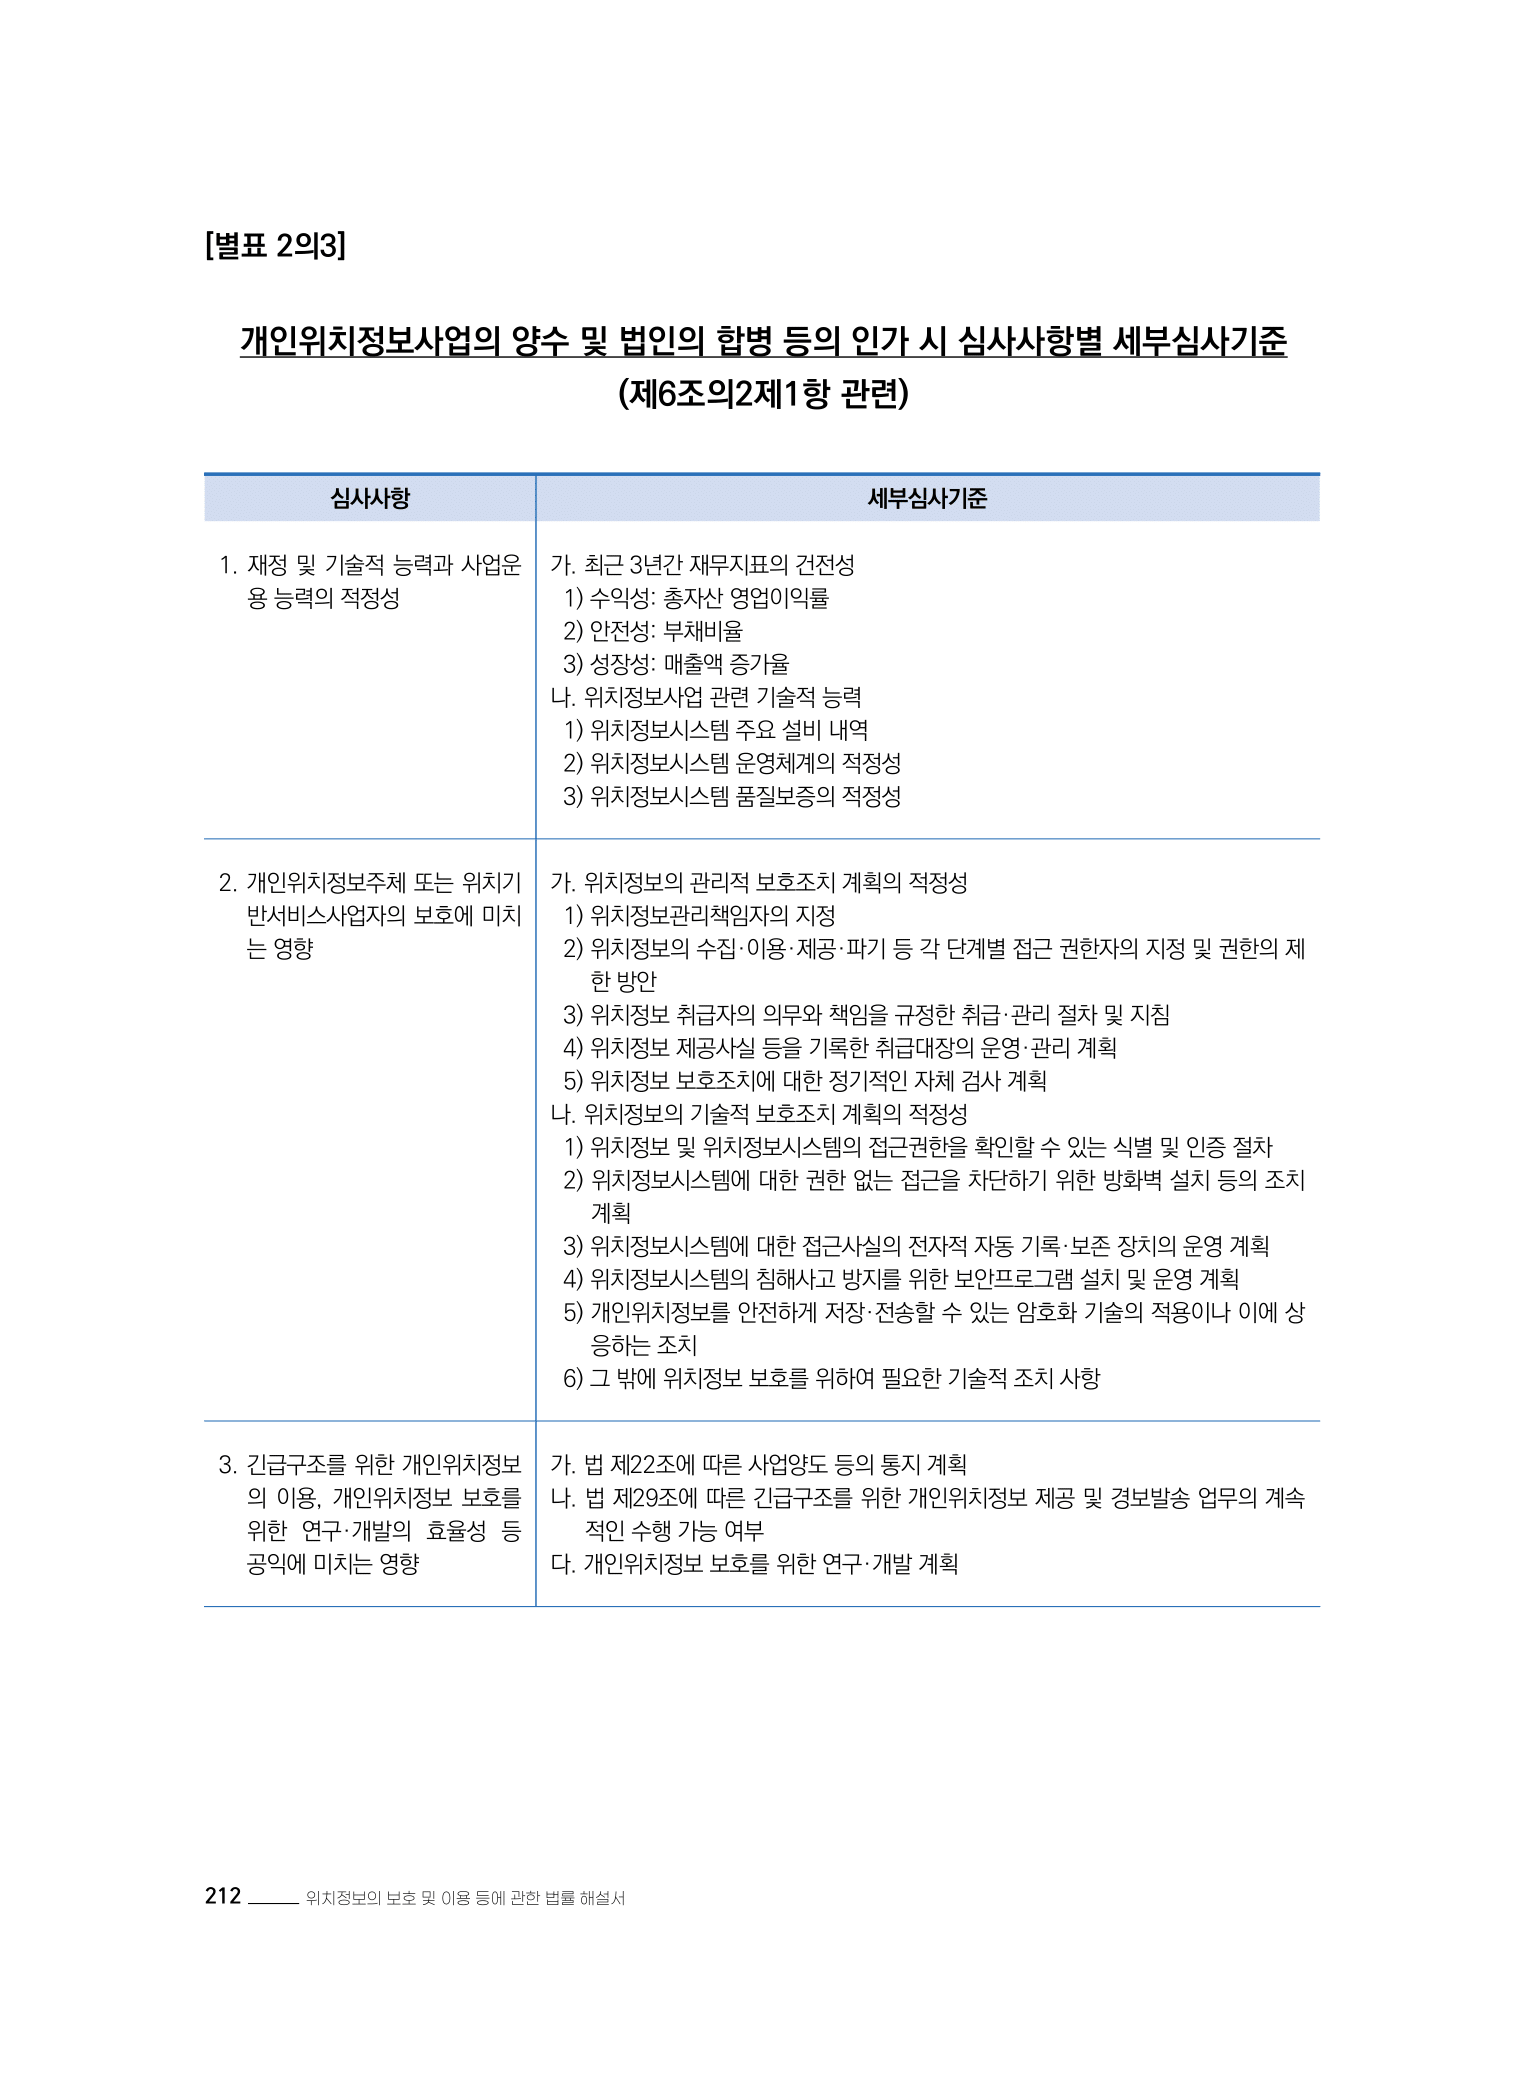 [별표 2의3]
개인위치정보사업의 양수 및 법인의 합병 등의 인가 시 심사사항별 세부심사기준
(제6조의2제1항 관련)
심사사항
세부심사기준
1. 재정 및 기술적 능력과 사업운
용 능력의 적정성
가. 최근 3년간 재무지표의 건전성
1) 수익성: 총자산 영업이익률
2) 안전성: 부채비율
3) 성장성: 매출액 증가율
나. 위치정보사업 관련 기술적 능력
1) 위치정보시스템 주요 설비 내역
2) 위치정보시스템 운영체계의 적정성
3) 위치정보시스템 품질보증의 적정성
2. 개인위치정보주체 또는 위치기
반서비스사업자의 보호에 미치
는 영향
가. 위치정보의 관리적 보호조치 계획의 적정성
1) 위치정보관리책임자의 지정
2) 위치정보의 수집·이용·제공·파기 등 각 단계별 접근 권한자의 지정 및 권한의 제
한 방안
3) 위치정보 취급자의 의무와 책임을 규정한 취급·관리 절차 및 지침
4) 위치정보 제공사실 등을 기록한 취급대장의 운영·관리 계획
5) 위치정보 보호조치에 대한 정기적인 자체 검사 계획
나. 위치정보의 기술적 보호조치 계획의 적정성
1) 위치정보 및 위치정보시스템의 접근권한을 확인할 수 있는 식별 및 인증 절차
2) 위치정보시스템에 대한 권한 없는 접근을 차단하기 위한 방화벽 설치 등의 조치
계획
3) 위치정보시스템에 대한 접근사실의 전자적 자동 기록·보존 장치의 운영 계획
4) 위치정보시스템의 침해사고 방지를 위한 보안프로그램 설치 및 운영 계획
5) 개인위치정보를 안전하게 저장·전송할 수 있는 암호화 기술의 적용이나 이에 상
응하는 조치
6) 그 밖에 위치정보 보호를 위하여 필요한 기술적 조치 사항
3. 긴급구조를 위한 개인위치정보
의 이용, 개인위치정보 보호를
위한 연구·개발의 효율성 등
공익에 미치는 영향
가. 법 제22조에 따른 사업양도 등의 통지 계획
나. 법 제29조에 따른 긴급구조를 위한 개인위치정보 제공 및 경보발송 업무의 계속
적인 수행 가능 여부
다. 개인위치정보 보호를 위한 연구·개발 계획
212 위치정보의 보호 및 이용 등에 관한 법률 해설서